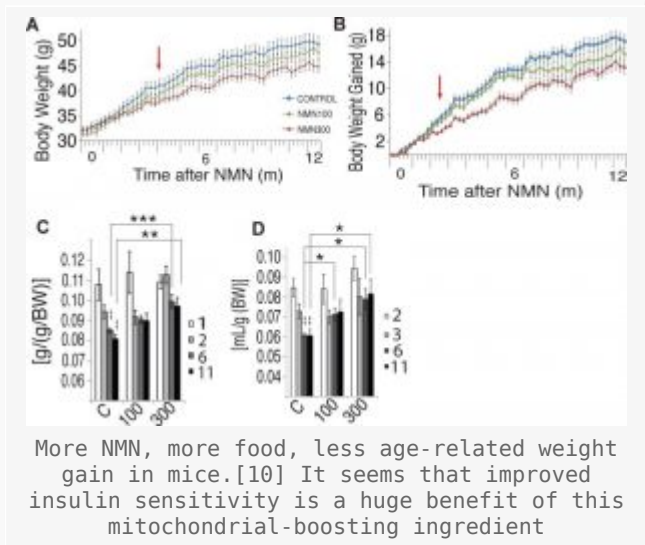 A
B
Body Weight (g)
50
45
40
35
30
CONTROL
NMN100
NMN300
0
6
12
Time after NMN (m)
Body Weight Gained (g)
18
14
10
6
2
0
6
12
Time after NMN (m)
C
D
***
**
*
*
*
[g/(g/BW)]
0.12
0.11
0.10
0.09
0.08
0.07
0.06
C
100
300
1
2
6
11
[mL/g (BW)]
0.10
0.09
0.08
0.07
0.06
0.05
0.04
C
100
300
2
3
6
11
More NMN, more food, less age-related weight
gain in mice.[10] It seems that improved
insulin sensitivity is a huge benefit of this
mitochondrial-boosting ingredient